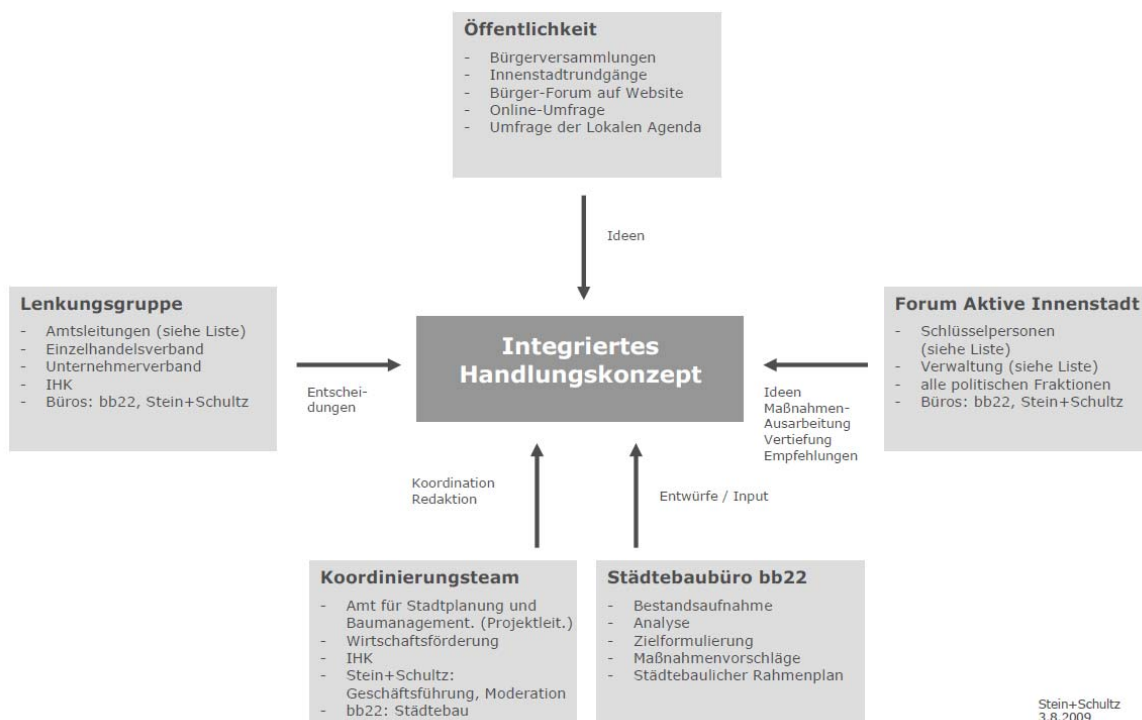 Öffentlichkeit
- Bürgerversammlungen
- Innenstadtrundgänge
- Bürger-Forum auf Website
- Online-Umfrage
- Umfrage der Lokalen Agenda
Ideen
Lenkungsgruppe
- Amtsleitungen (siehe Liste)
- Einzelhandelsverband
- Unternehmerverband
- IHK
- Büros: bb22, Stein+Schultz
Entschei-
dungen
Integriertes
Handlungskonzept
Forum Aktive Innenstadt
- Schlüsselpersonen
(siehe Liste)
- Verwaltung (siehe Liste)
- alle politischen Fraktionen
- Büros: bb22, Stein+Schultz
Ideen
Maßnahmen-
Ausarbeitung
Vertiefung
Empfehlungen
Koordination
Redaktion
Entwürfe / Input
Koordinierungsteam
- Amt für Stadtplanung und
Baumanagement. (Projektleit.)
- Wirtschaftsförderung
- IHK
- Stein+Schultz:
Geschäftsführung, Moderation
- bb22: Städtebau
Städtebaubüro bb22
- Bestandsaufnahme
- Analyse
- Zielformulierung
- Maßnahmenvorschläge
- Städtebaulicher Rahmenplan
Stein+Schultz
3.8.2009